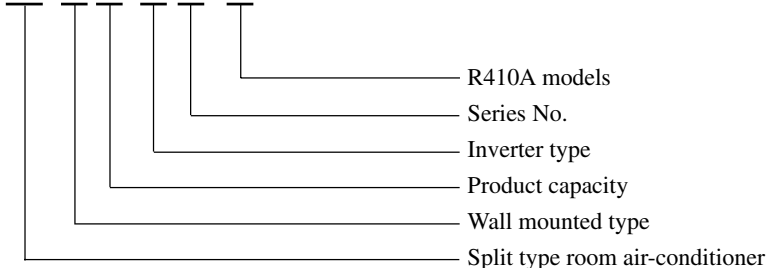 R410A models
Series No.
Inverter type
Product capacity
Wall mounted type
Split type room air-conditioner